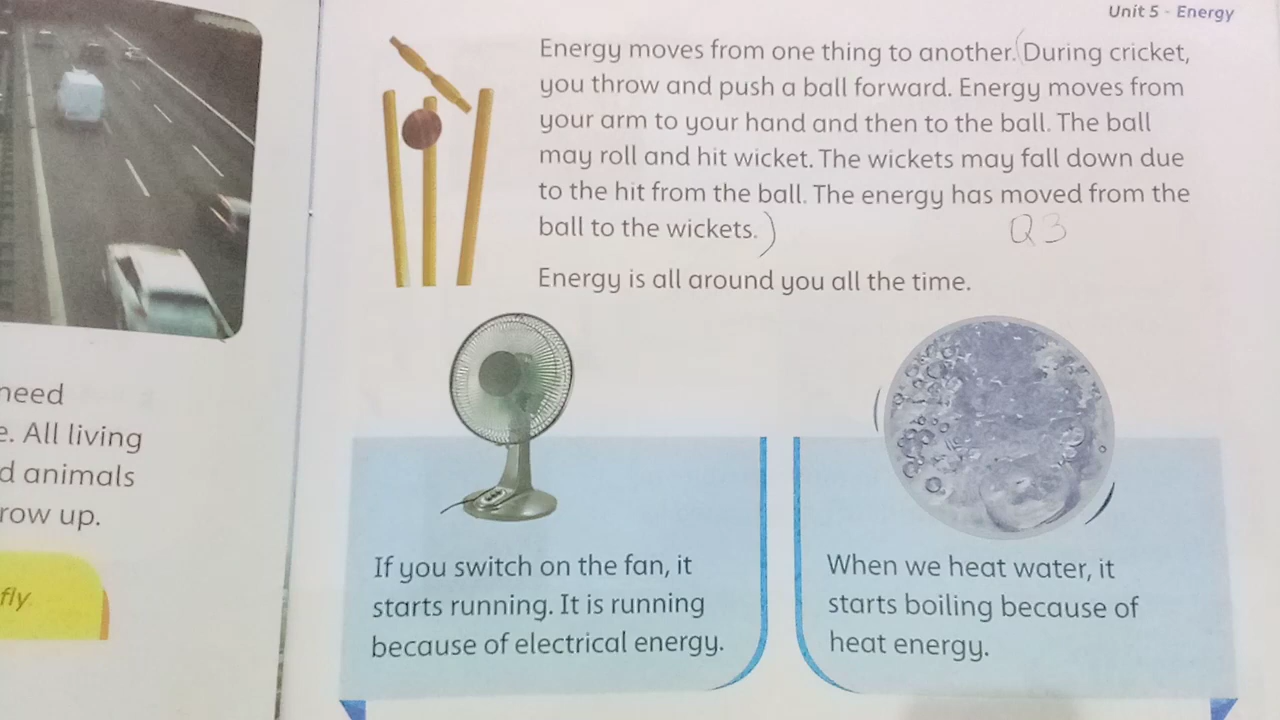 need
e. All living
d animals
row up.
fly
Unit 5 - Energy
Energy moves from one thing to another. (During cricket,
you throw and push a ball forward. Energy moves from
your arm to your hand and then to the ball. The ball
may roll and hit wicket. The wickets may fall down due
to the hit from the ball. The energy has moved from the
ball to the wickets.)
Q3
Energy is all around you all the time.
If you switch on the fan, it
starts running. It is running
because of electrical energy.
When we heat water, it
starts boiling because of
heat energy.